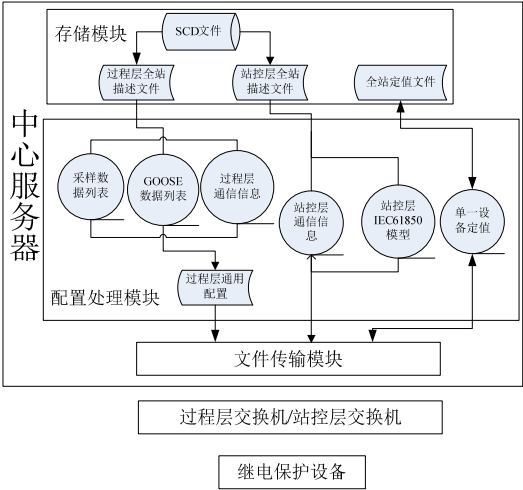 SCD文件
存储模块
过程层全站
描述文件
站控层全站
描述文件
全站定值文件
中心服务器
采样数
据列表
GOOSE
数据列表
过程层
通信信息
站控层
通信信
息
站控层
IEC61850
模型
单一设
备定值
过程层通用
配置
配置处理模块
文件传输模块
过程层交换机/站控层交换机
继电保护设备